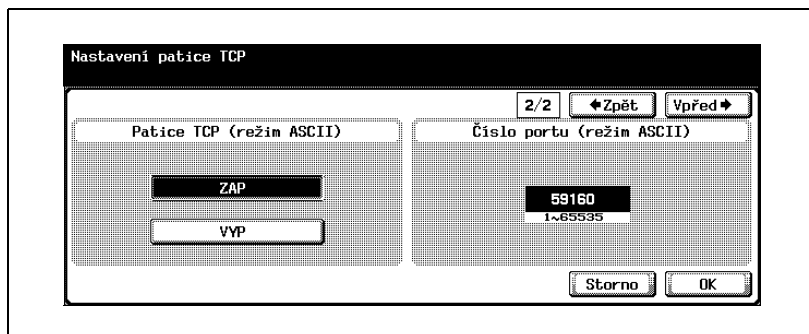 Nastavení patice TCP
2/2 Zpět Vpřed
Patice TCP (režim ASCII)
Číslo portu (režim ASCII)
ZAP
59160
1~65535
VYP
Storno OK